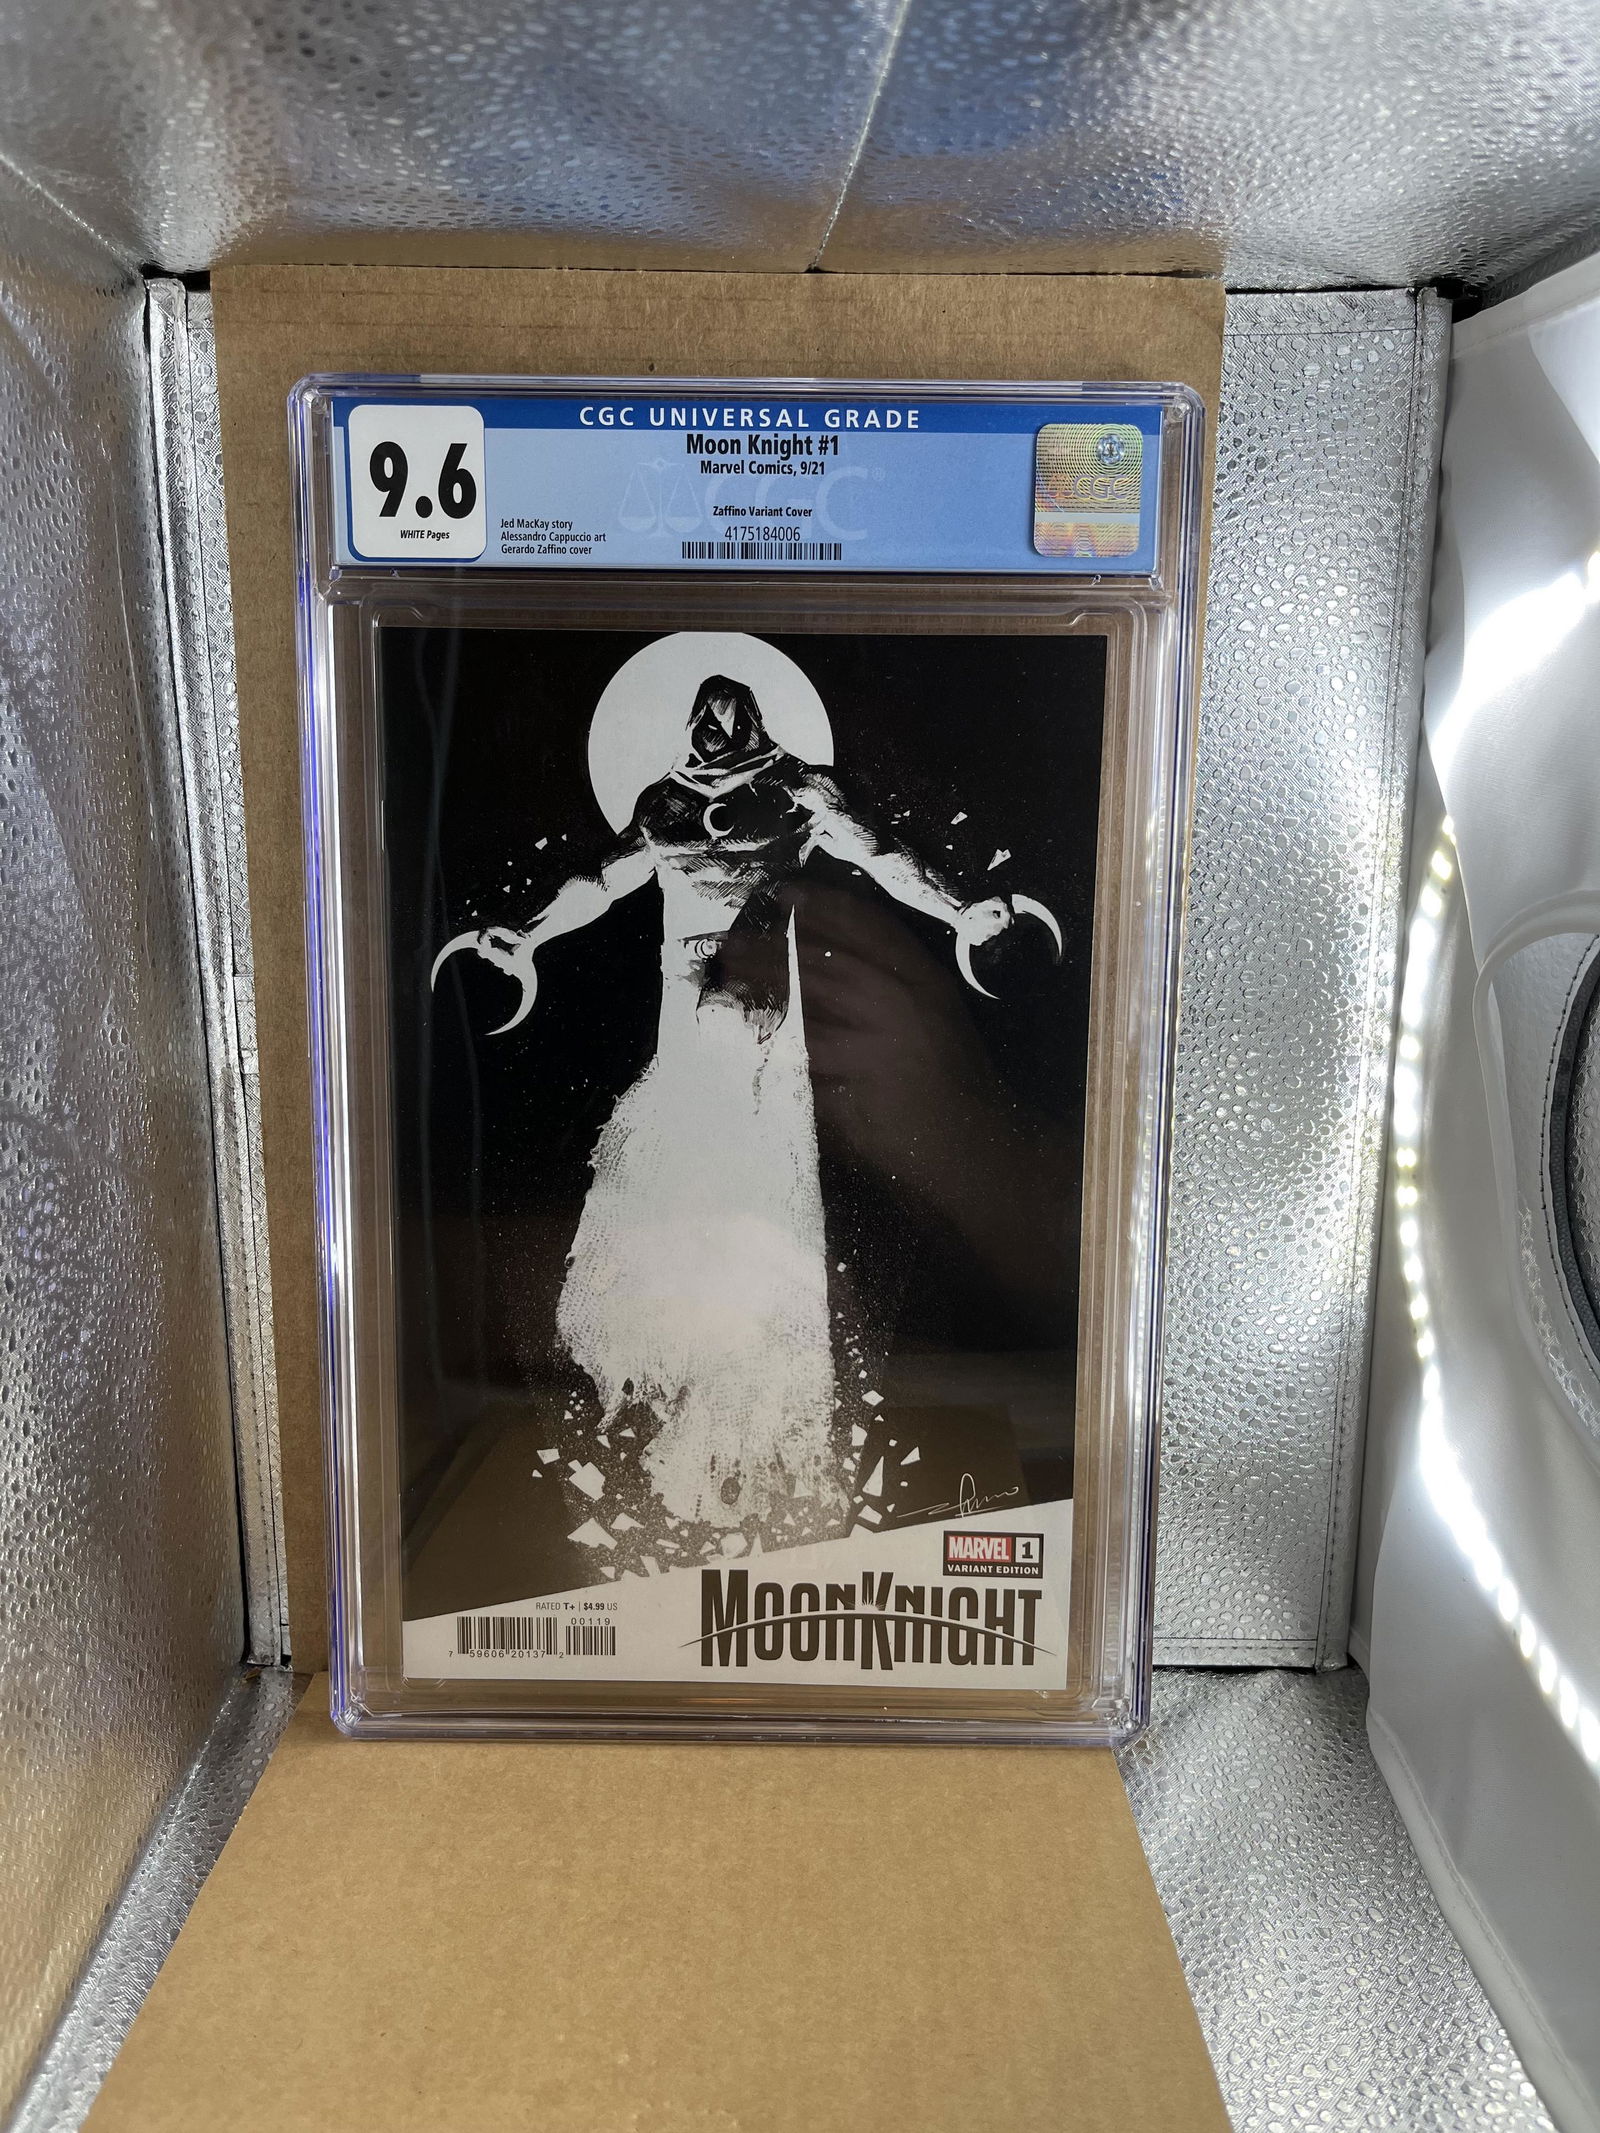 CGC UNIVERSAL GRADE
9.6
WHITE Pages
Moon Knight #1
Marvel Comics, 9/21
Zaffino Variant Cover
4175184006
Jed MacKay story
Alessandro Cappuccio art
Gerardo Zaffino cover
CGC
CGC
MARVEL 1
VARIANT EDITION
RATED T+ | $4.99 US
00119
7 59606 20137 2
MOONKNIGHT